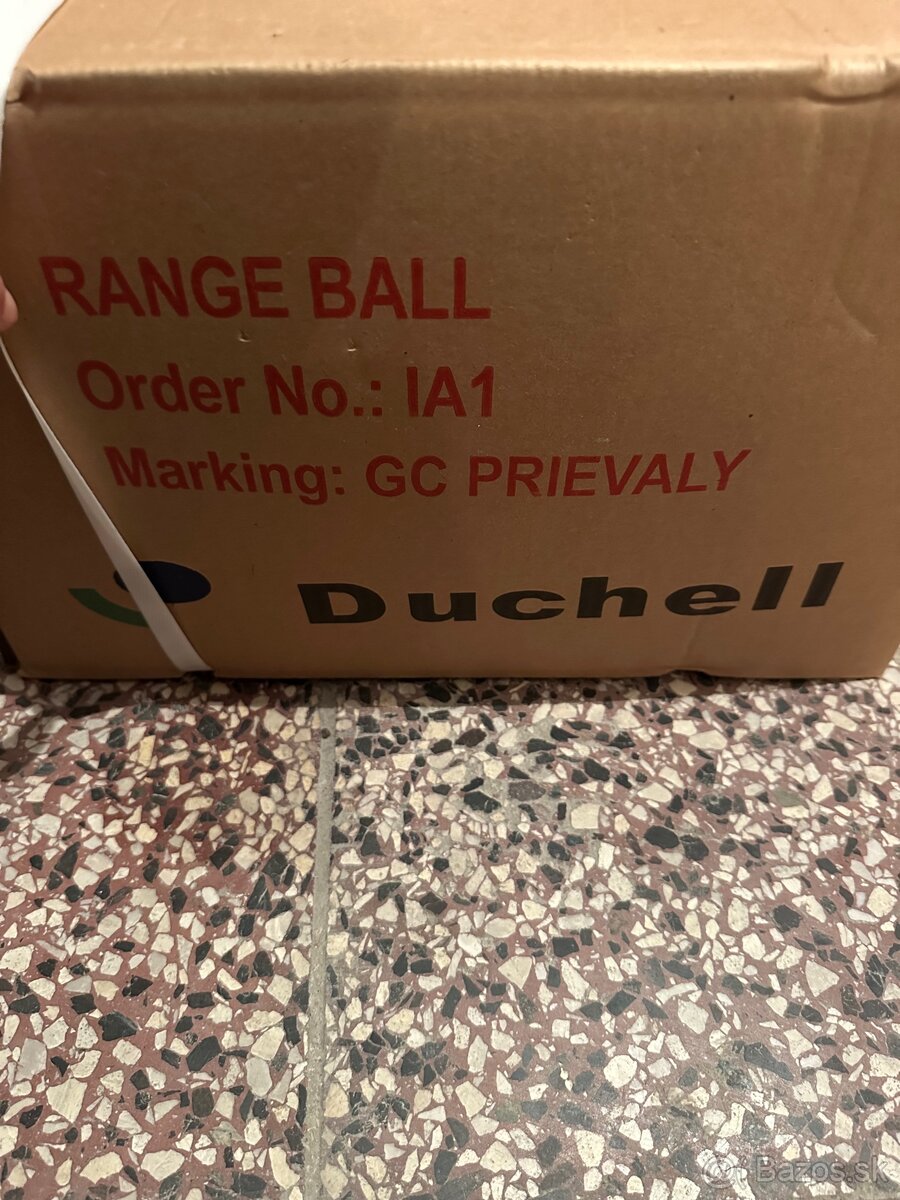 RANGE BALL
Order No.: IA1
Marking: GC PRIEVALY
Duchell
Bazos.sk